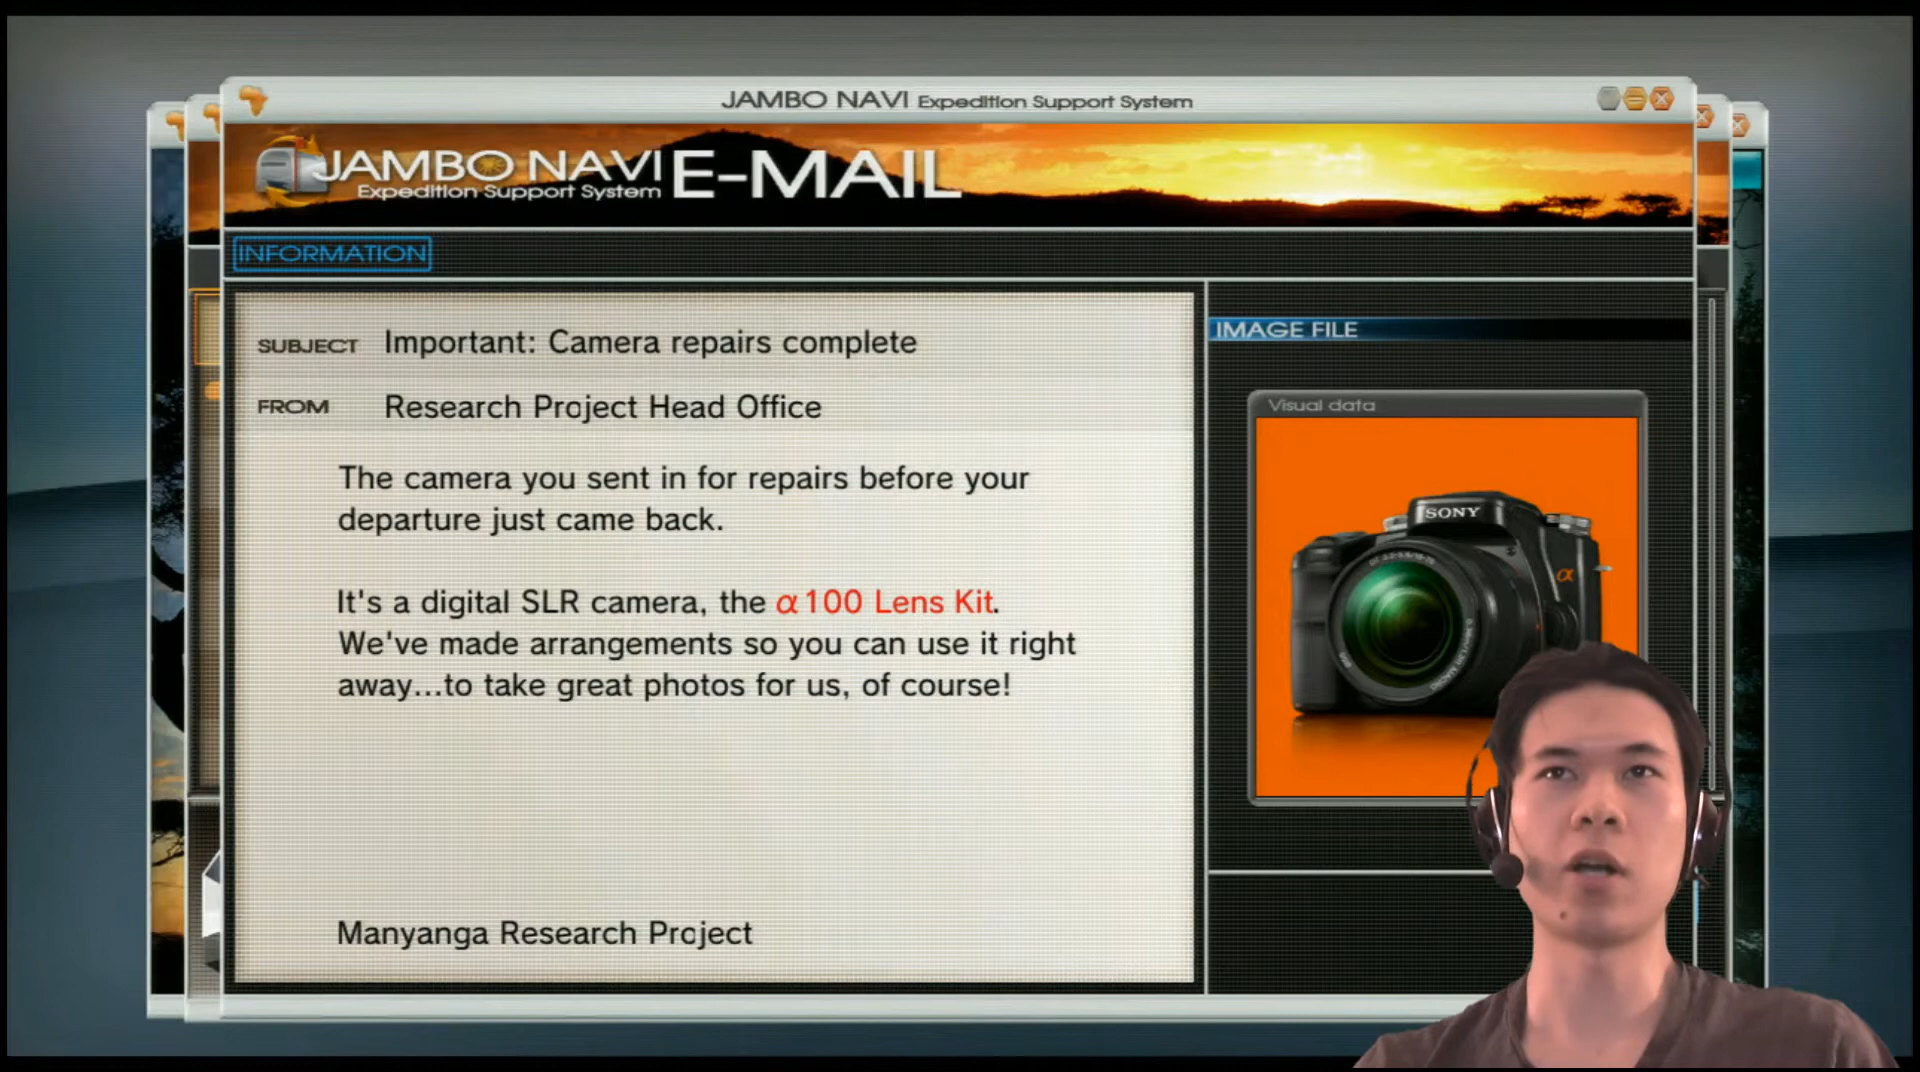 JAMBO NAVI Expedition Support System
JAMBO NAVI E-MAIL
Expedition Support System
INFORMATION
SUBJECT Important: Camera repairs complete
FROM Research Project Head Office
The camera you sent in for repairs before your
departure just came back.
It's a digital SLR camera, the α100 Lens Kit.
We've made arrangements so you can use it right
away...to take great photos for us, of course!
Manyanga Research Project
IMAGE FILE
Visual data
SONY
α